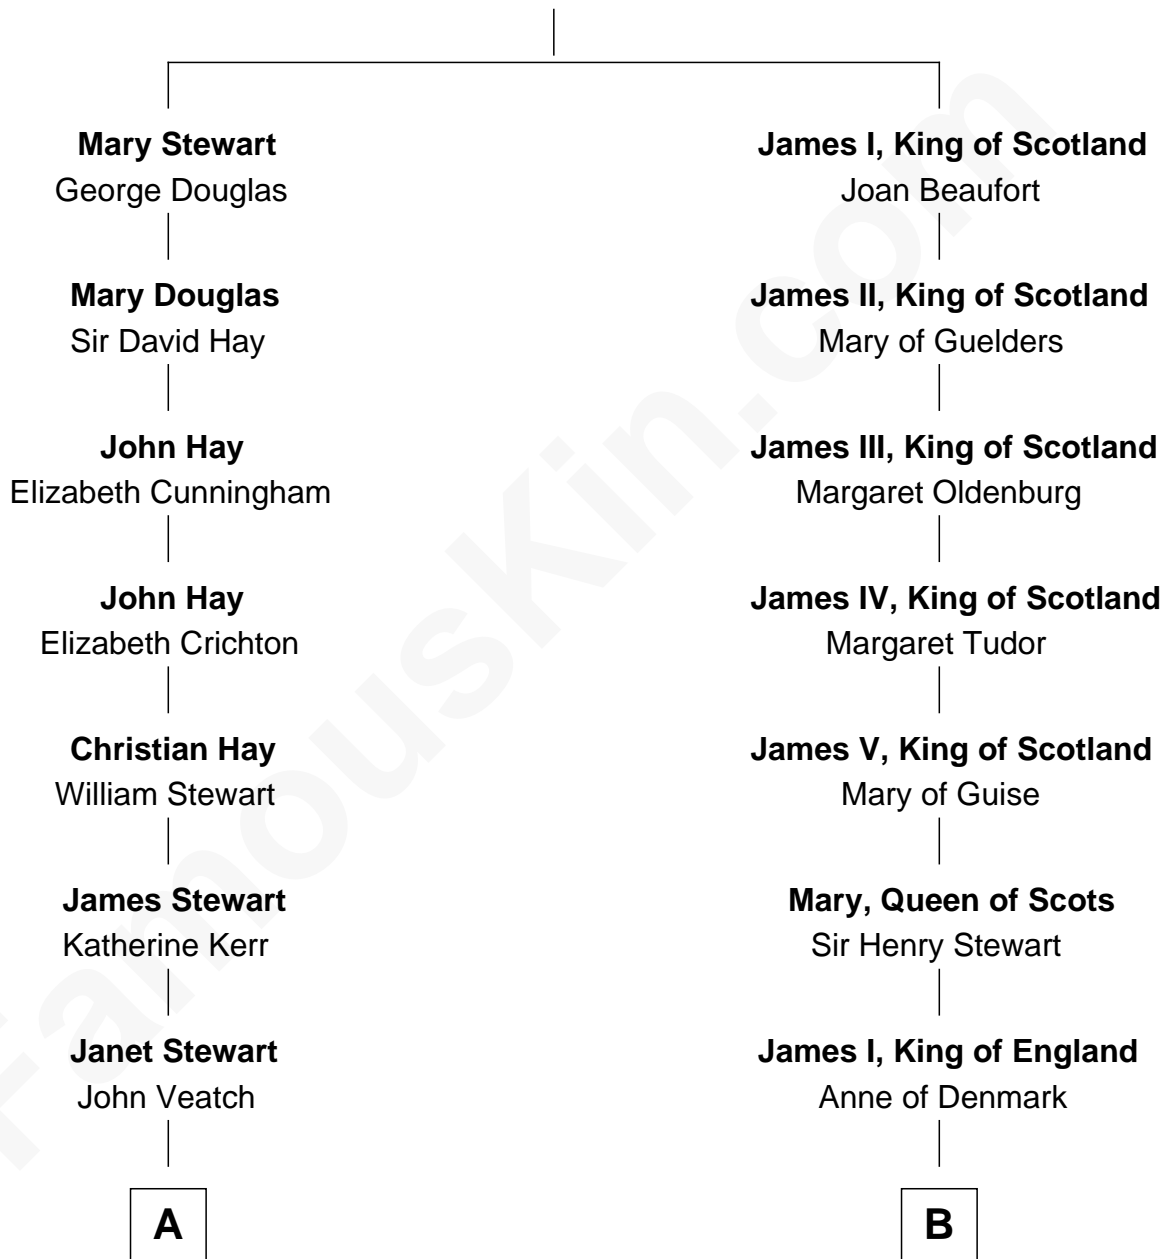 Mary Stewart
George Douglas
Mary Douglas
Sir David Hay
John Hay
Elizabeth Cunningham
John Hay
Elizabeth Crichton
Christian Hay
William Stewart
James Stewart
Katherine Kerr
Janet Stewart
John Veatch
A
James I, King of Scotland
Joan Beaufort
James II, King of Scotland
Mary of Guelders
James III, King of Scotland
Margaret Oldenburg
James IV, King of Scotland
Margaret Tudor
James V, King of Scotland
Mary of Guise
Mary, Queen of Scots
Sir Henry Stewart
James I, King of England
Anne of Denmark
B
FamousKin.com